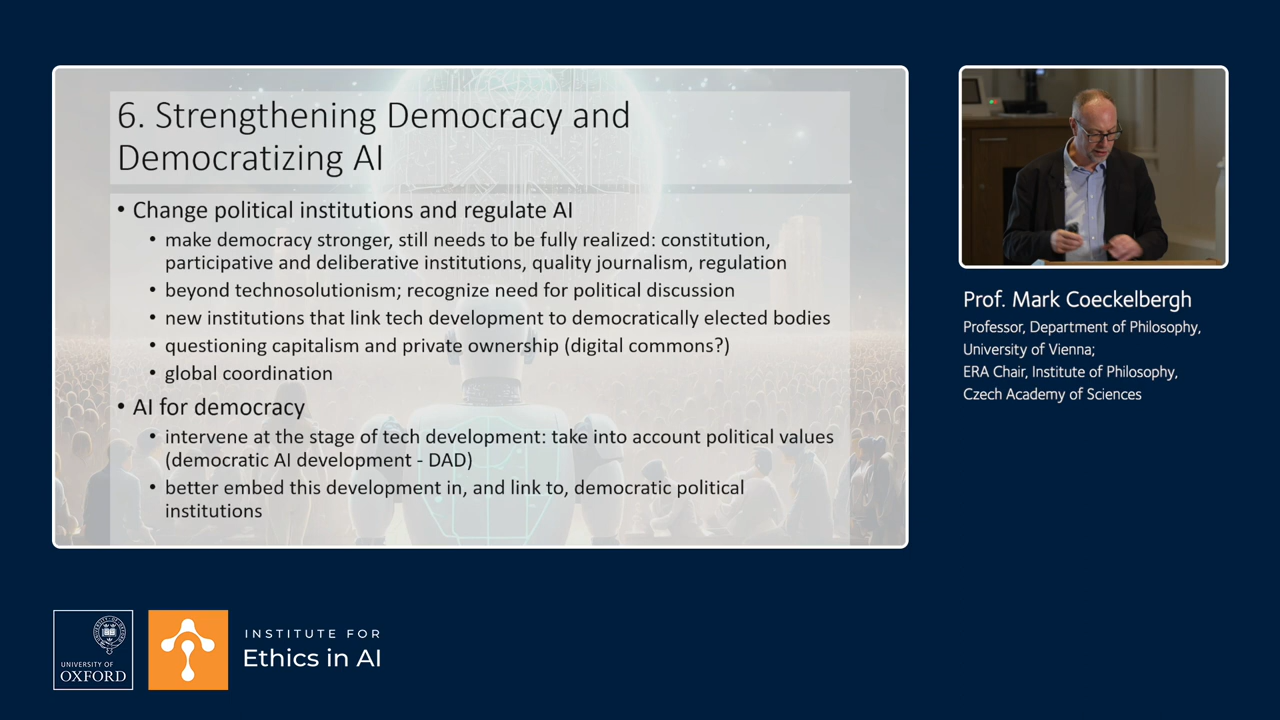 6. Strengthening Democracy and
Democratizing AI
• Change political institutions and regulate AI
• make democracy stronger, still needs to be fully realized: constitution,
participative and deliberative institutions, quality journalism, regulation
• beyond technosolutionism; recognize need for political discussion
• new institutions that link tech development to democratically elected bodies
• questioning capitalism and private ownership (digital commons?)
• global coordination
• AI for democracy
• intervene at the stage of tech development: take into account political values
(democratic AI development - DAD)
• better embed this development in, and link to, democratic political
institutions
Prof. Mark Coeckelbergh
Professor, Department of Philosophy,
University of Vienna;
ERA Chair, Institute of Philosophy,
Czech Academy of Sciences
UNIVERSITY OF
OXFORD
INSTITUTE FOR
Ethics in AI